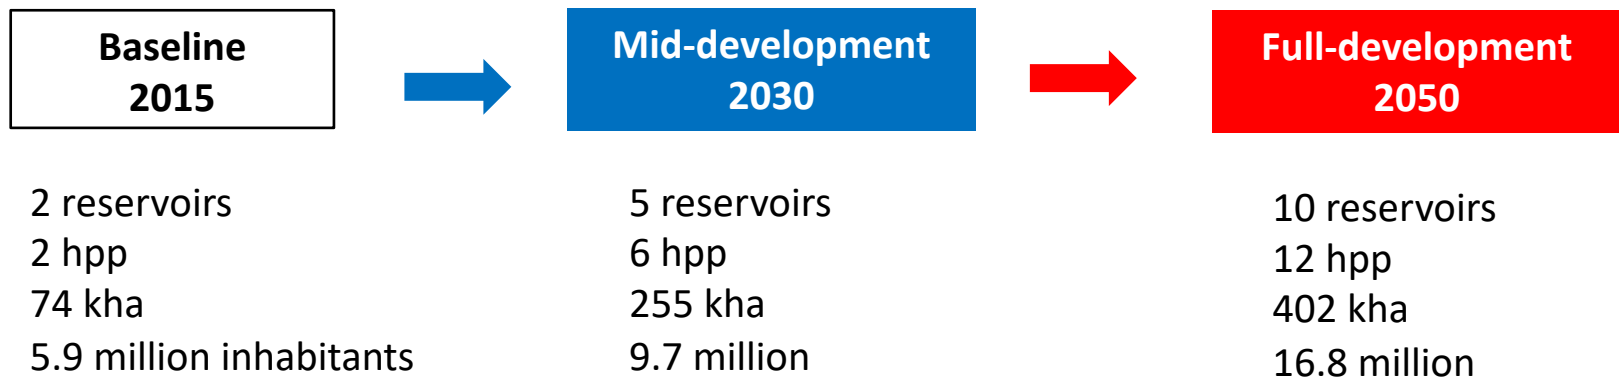 Baseline
2015
Mid-development
2030
Full-development
2050
2 reservoirs
2 hpp
74 kha
5.9 million inhabitants
5 reservoirs
6 hpp
255 kha
9.7 million
10 reservoirs
12 hpp
402 kha
16.8 million